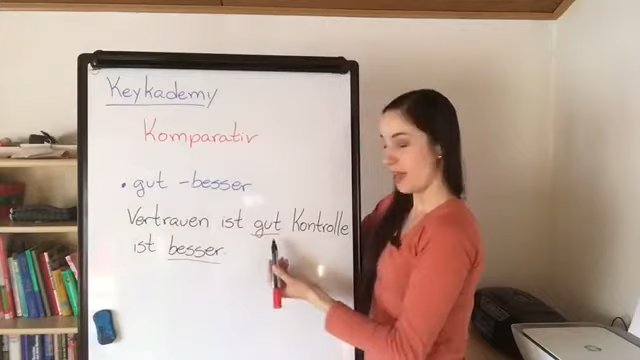 Keykademy
Komparativ
• gut - besser
Vertrauen ist gut Kontrolle
ist besser.